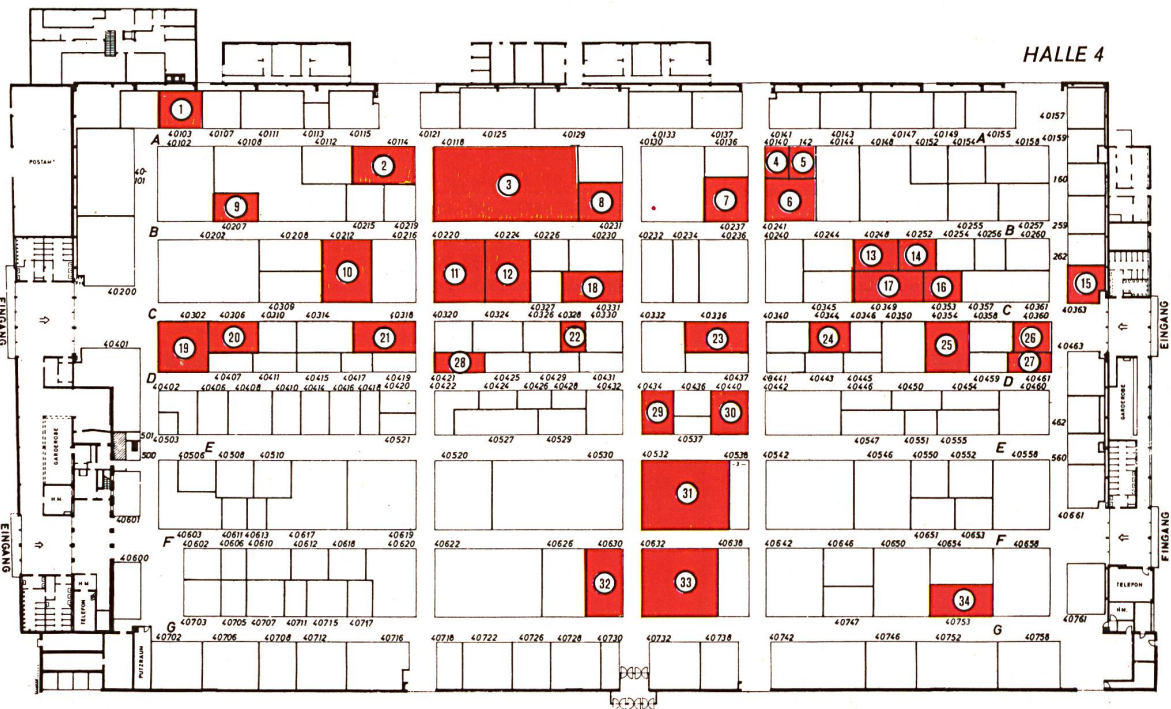 HALLE 4
1
40103 40107 40111 40113 40115 40121 40125 40129 40133 40137 40141 40143 40147 40149 40155
40157
A 40102 40108 40112 40114 40118 40130 40136 40140 142 40144 40148 40152 40154 A 40158
40159
POSTAMT
40-
101
2 3 4 5
160
9 8 7 6
40207 40215 40219 40231 40237 40241 40255 40257
259
B 40202 40208 40212 40216 40220 40224 40226 40230 40232 40234 40236 40240 40244 40248 40252 40254 40256 B 40260
262
10 11 12 13 14
18 17 16 15
40200
EINGANG
EINGANG
40309 40327 40331 40345 40349 40353 40357 40361
40363
C 40302 40306 40310 40314 40318 40320 40324 40326 40328 40330 40332 40336 40340 40344 40346 40350 40354 40358 C 40360
19 20 21 22 23 24 25 26
28 27
40401
40463
40407 40411 40415 40417 40419 40421 40425 40429 40431 40437 40441 40443 40445 40459 40461
D 40402 40406 40408 40410 40414 40416 40418 40420 40422 40424 40426 40428 40432 40434 40436 40440 40442 40446 40450 40454 D 40460
GARDEROBE
GARDEROBE
29 30
462
501
40503 40521 40527 40529 40537 40547 40551 40555
500
E
E
560
40506 40508 40510 40520 40530 40532 40538 40542 40546 40550 40552 40558
-3-
31
H M
40601
40661
EINGANG
EINGANG
40603 40611 40613 40617 40619 40651 40653
40600
F 40602 40606 40610 40612 40618 40620 40622 40626 40630 40632 40638 40642 40646 40650 40654 F 40658
32 33 34
H M
TELEFON
TELEFON
H M.
40703 40705 40707 40711 40715 40717 40747 40753
40761
G
G
40702 40706 40708 40712 40716 40718 40722 40726 40728 40730 40732 40738 40742 40746 40752 40758
PUTZRAUM